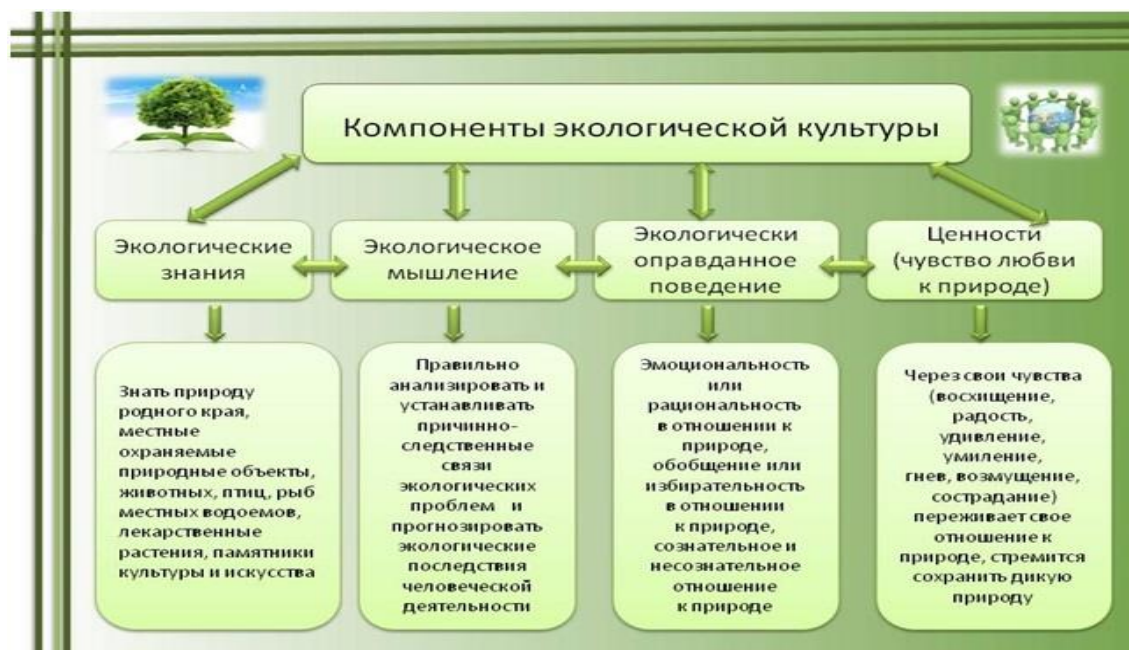 Компоненты экологической культуры
Экологические
знания
Экологическое
мышление
Экологически
оправданное
поведение
Ценности
(чувство любви
к природе)
Знать природу
родного края,
местные
охраняемые
природные объекты,
животных, птиц, рыб
местных водоемов,
лекарственные
растения, памятники
культуры и искусства
Правильно
анализировать и
устанавливать
причинно-
следственные
связи
экологических
проблем и
прогнозировать
экологические
последствия
человеческой
деятельности
Эмоциональность
или
рациональность
в отношении к
природе,
обобщение или
избирательность
в отношении
к природе,
сознательное и
несознательное
отношение
к природе
Через свои чувства
(восхищение,
радость,
удивление,
умиление,
гнев, возмущение,
сострадание)
переживает свое
отношение к
природе, стремится
сохранить дикую
природу